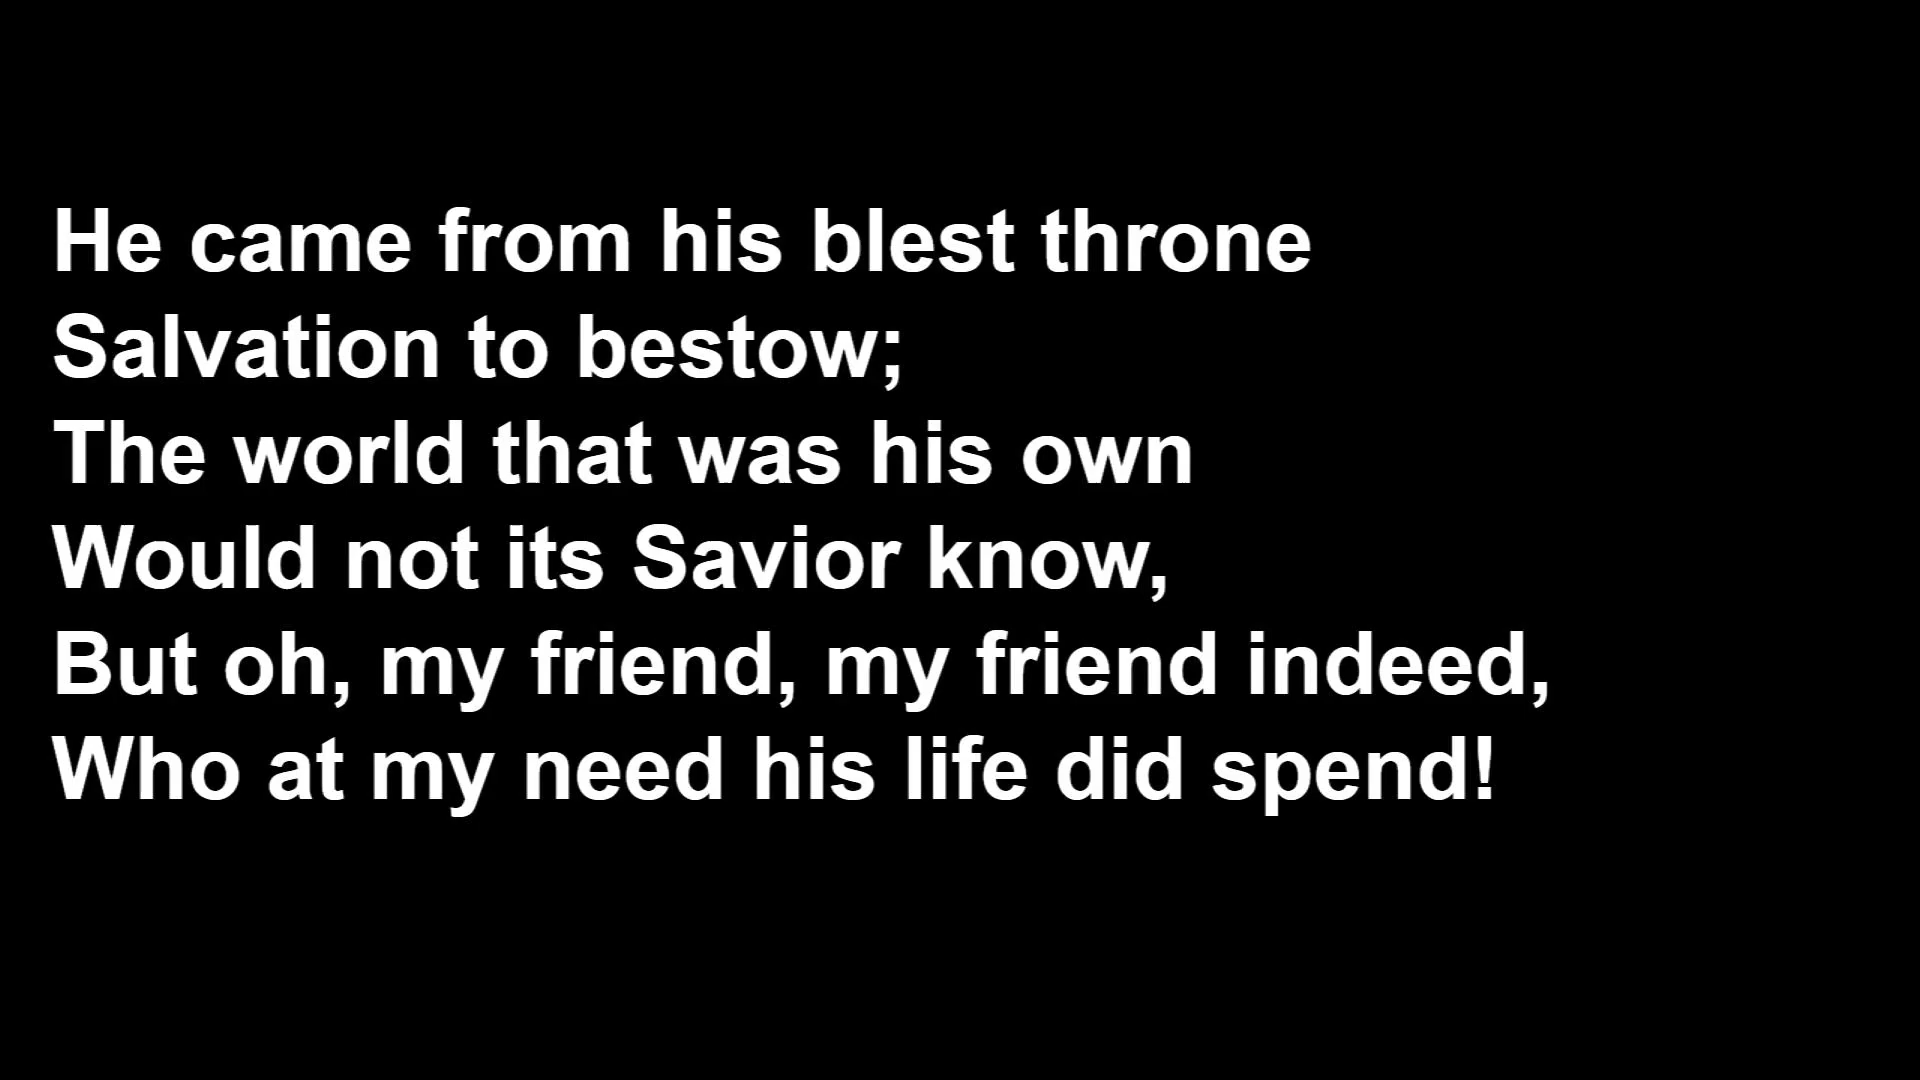 He came from his blest throne
Salvation to bestow;
The world that was his own
Would not its Savior know,
But oh, my friend, my friend indeed,
Who at my need his life did spend!